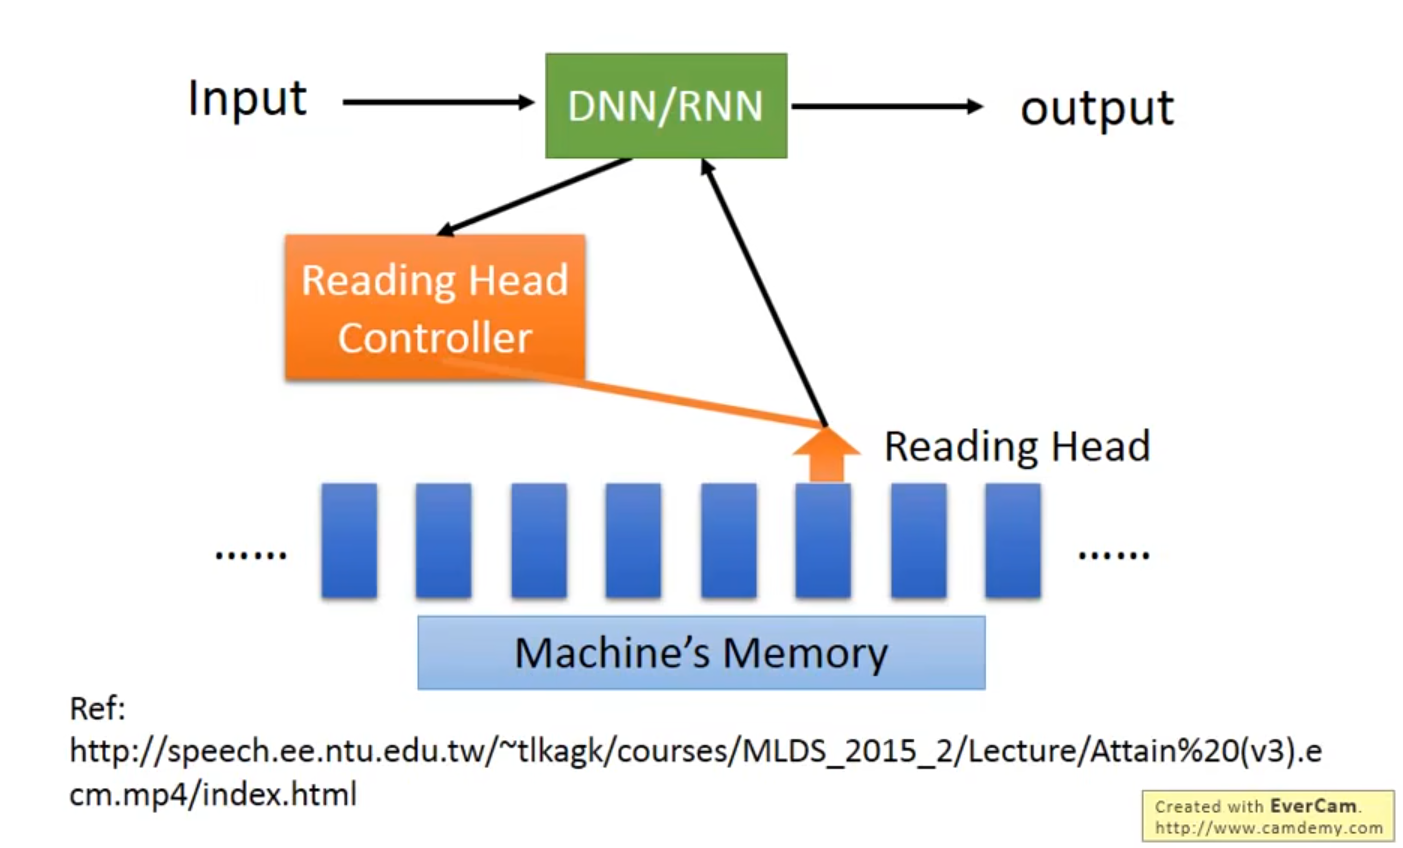 Input
DNN/RNN
output
Reading Head
Controller
Reading Head
......
......
Machine's Memory
Ref:
http://speech.ee.ntu.edu.tw/~tlkagk/courses/MLDS_2015_2/Lecture/Attain%20(v3).e
cm.mp4/index.html
Created with EverCam.
http://www.camdemy.com